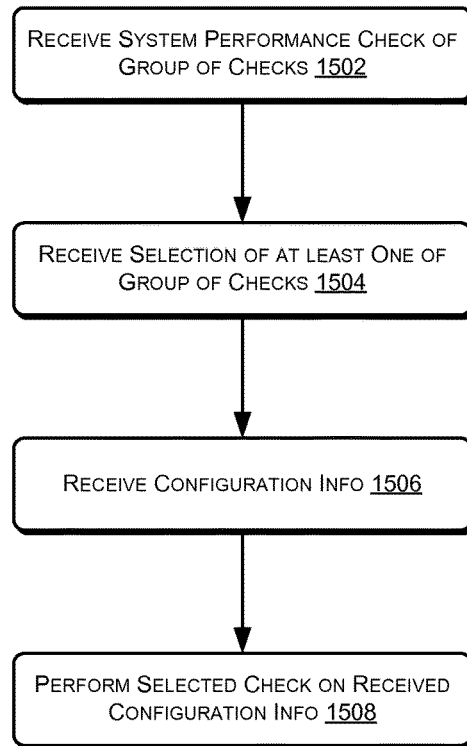 RECEIVE SYSTEM PERFORMANCE CHECK OF
GROUP OF CHECKS 1502
RECEIVE SELECTION OF AT LEAST ONE OF
GROUP OF CHECKS 1504
RECEIVE CONFIGURATION INFO 1506
PERFORM SELECTED CHECK ON RECEIVED
CONFIGURATION INFO 1508